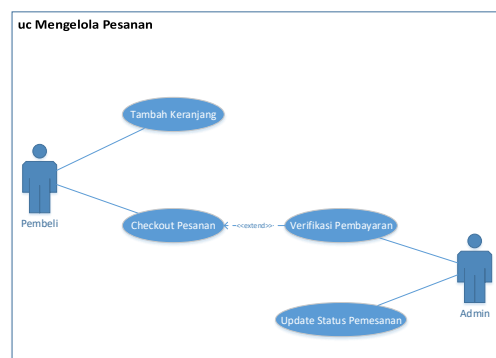 uc Mengelola Pesanan
Tambah Keranjang
Pembeli
Checkout Pesanan
<<extend>>
Verifikasi Pembayaran
Admin
Update Status Pemesanan